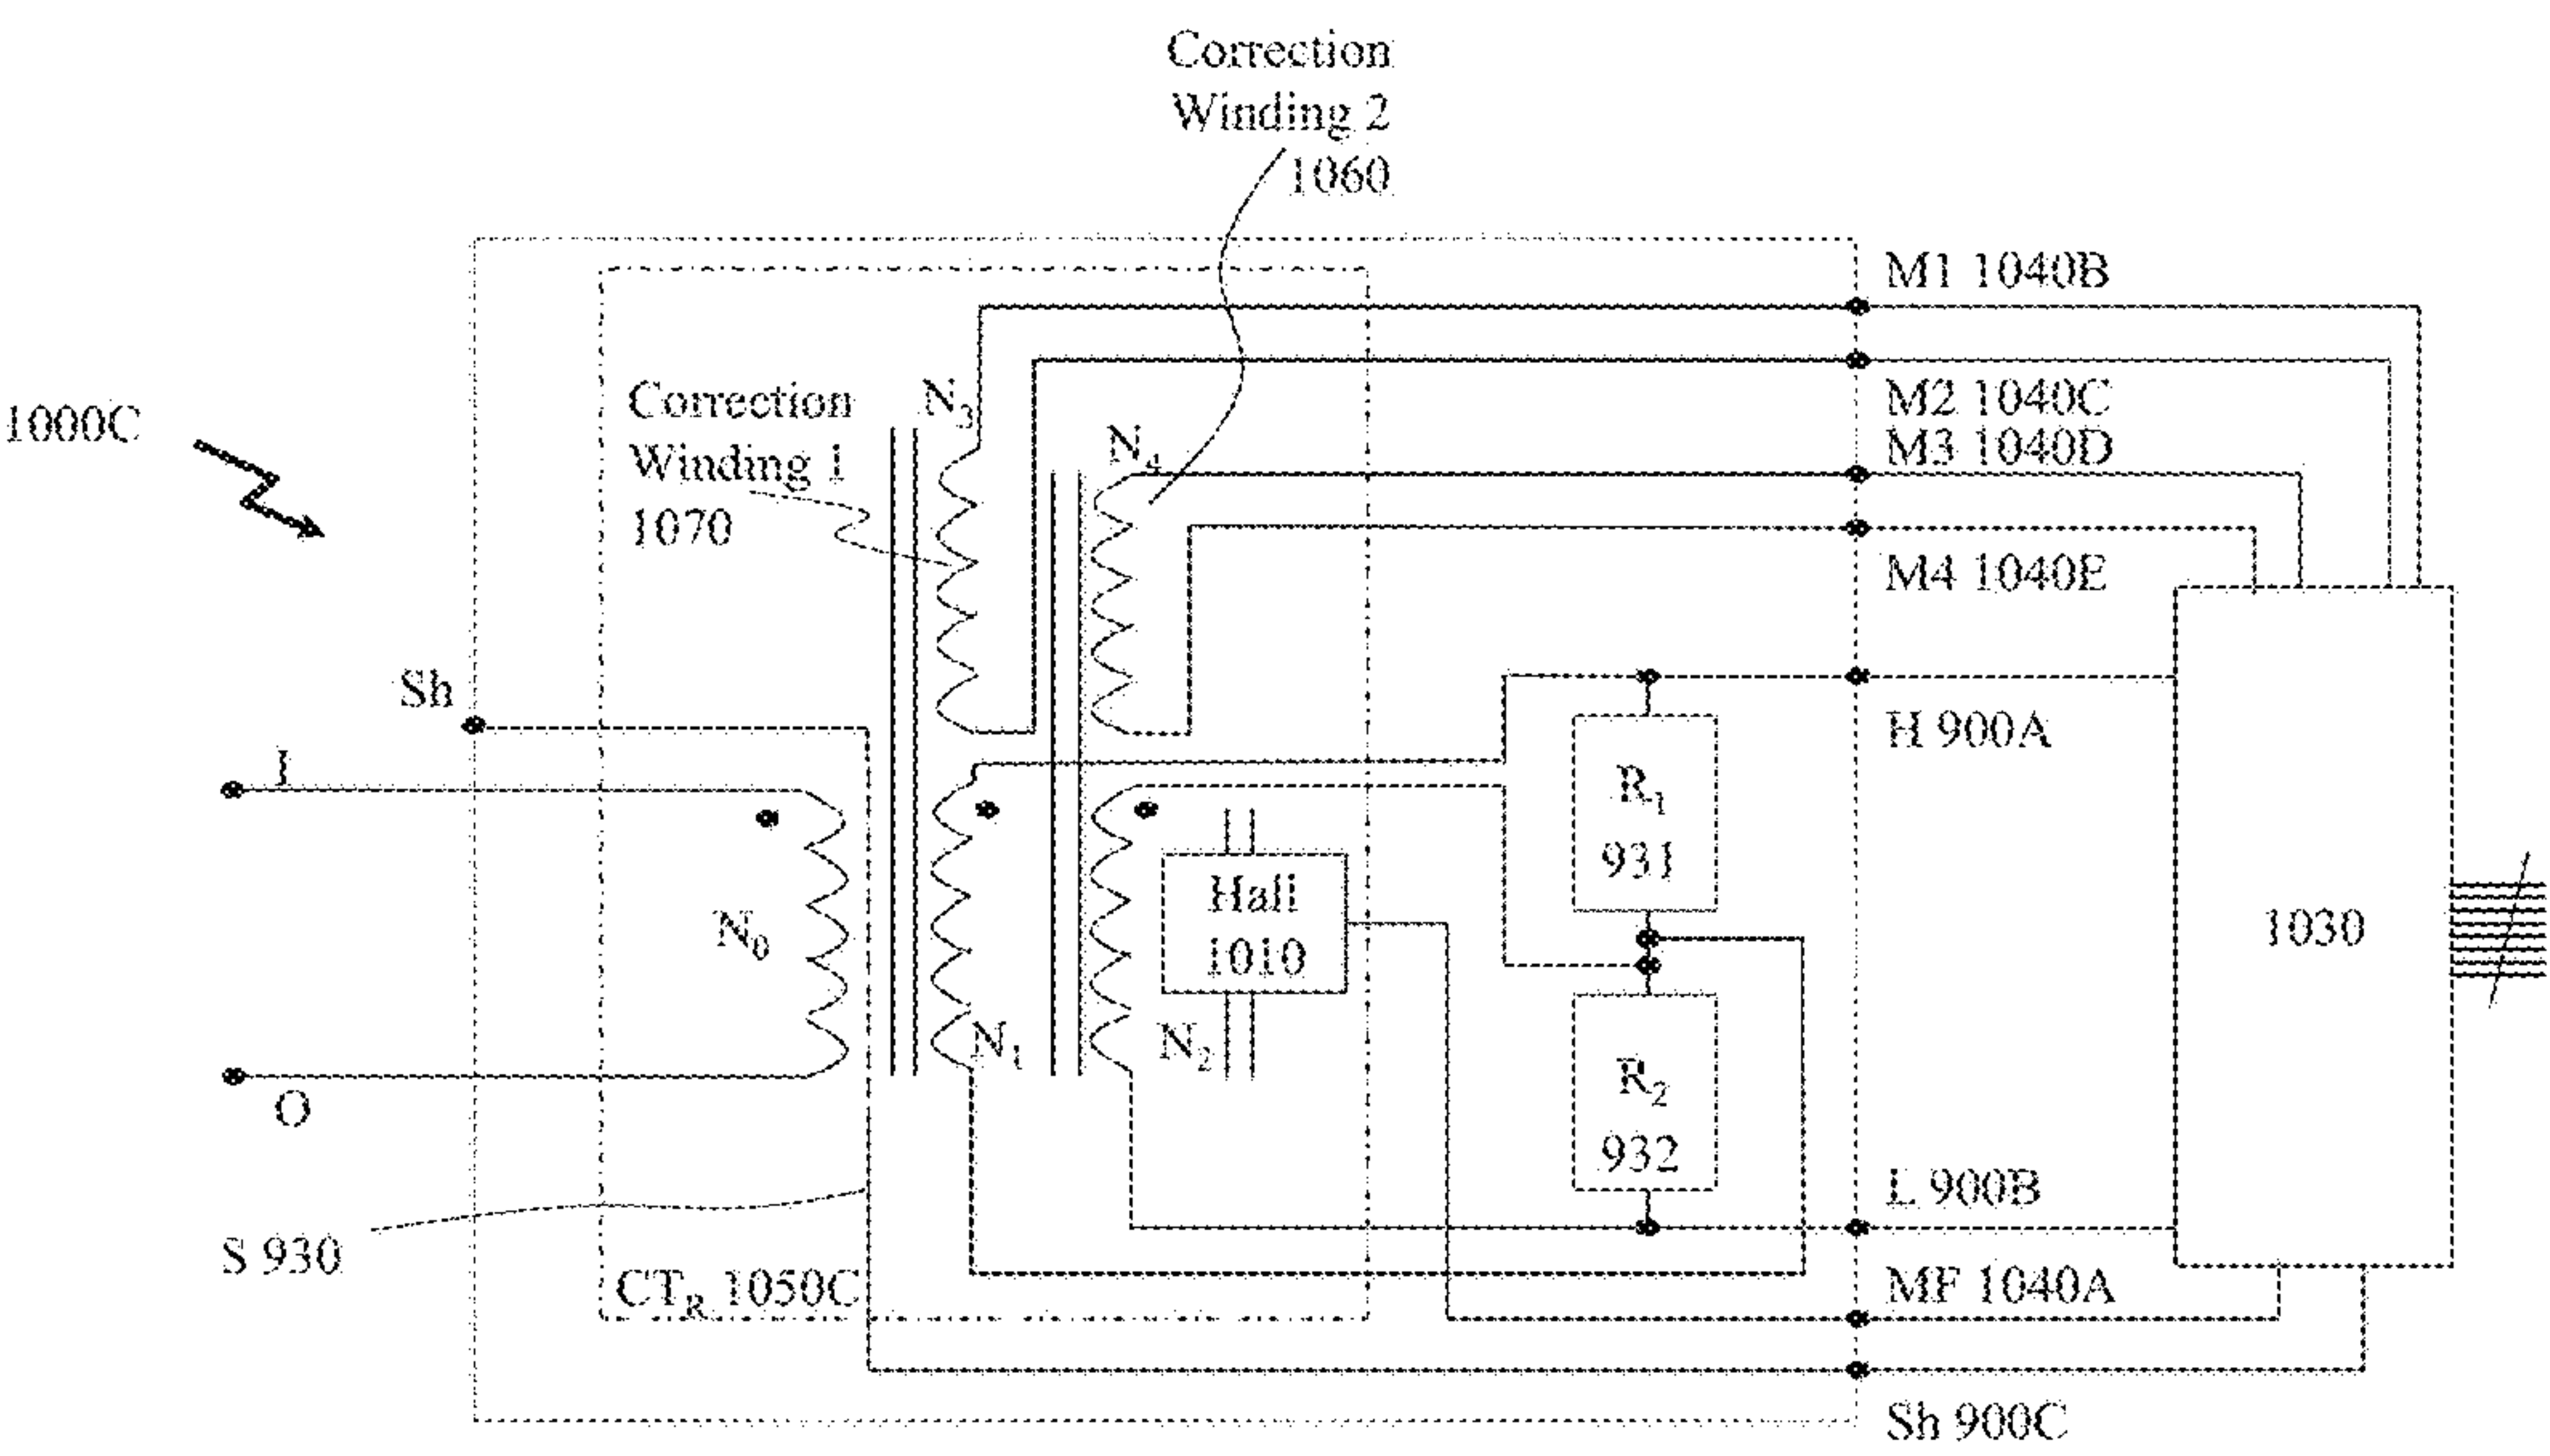 Correction
Winding 2
1060
M1 1040B
1000C
Correction
Winding 1
1070
N3
N4
M2 1040C
M3 1040D
M4 1040E
Sh
I
H 900A
R1
931
N0
Hall
1010
1030
N1
N2
R2
932
O
L 900B
S 930
CTR 1050C
MF 1040A
Sh 900C